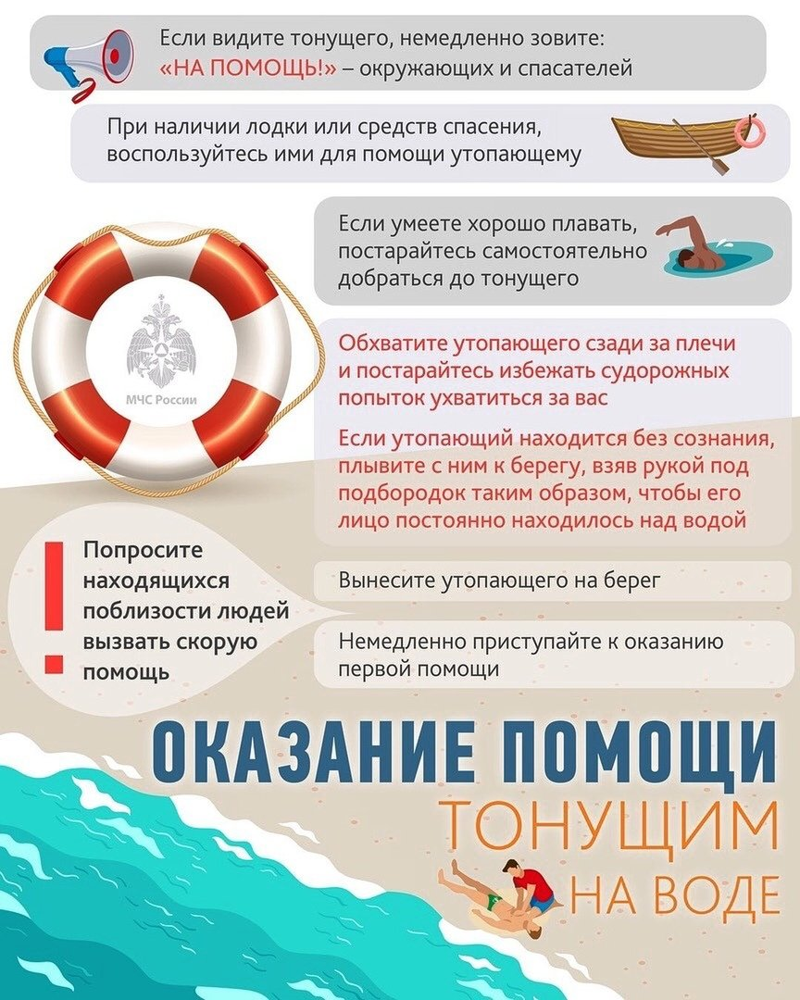 Если видите тонущего, немедленно зовите:
«НА ПОМОЩЬ!» – окружающих и спасателей
При наличии лодки или средств спасения,
воспользуйтесь ими для помощи утопающему
Если умеете хорошо плавать,
постарайтесь самостоятельно
добраться до тонущего
МЧС России
Обхватите утопающего сзади за плечи
и постарайтесь избежать судорожных
попыток ухватиться за вас
Если утопающий находится без сознания,
плывите с ним к берегу, взяв рукой под
подбородок таким образом, чтобы его
лицо постоянно находилось над водой
Попросите
находящихся
поблизости людей
вызвать скорую
помощь
Вынесите утопающего на берег
Немедленно приступайте к оказанию
первой помощи
ОКАЗАНИЕ ПОМОЩИ
ТОНУЩИМ
НА ВОДЕ